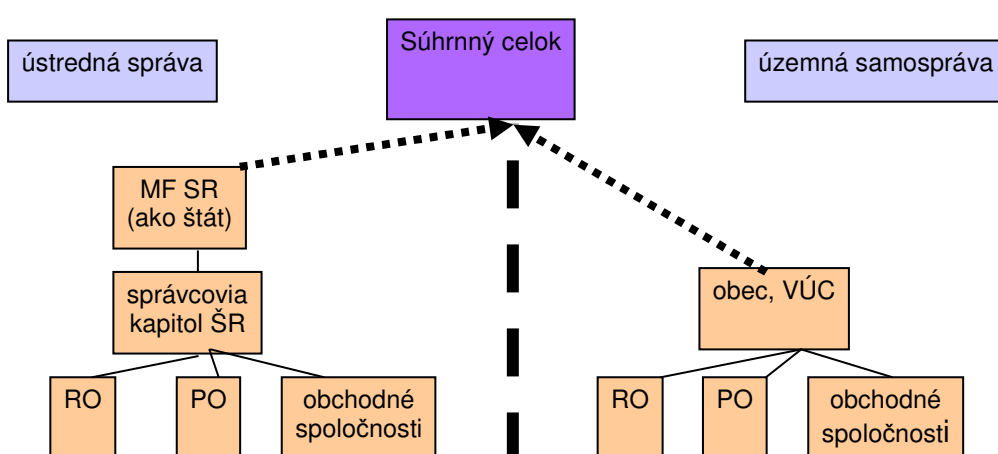 Súhrnný celok
ústredná správa
územná samospráva
MF SR
(ako štát)
správcovia
kapitol ŠR
obec, VÚC
RO
PO
obchodné
spoločnosti
RO
PO
obchodné
spoločnosti